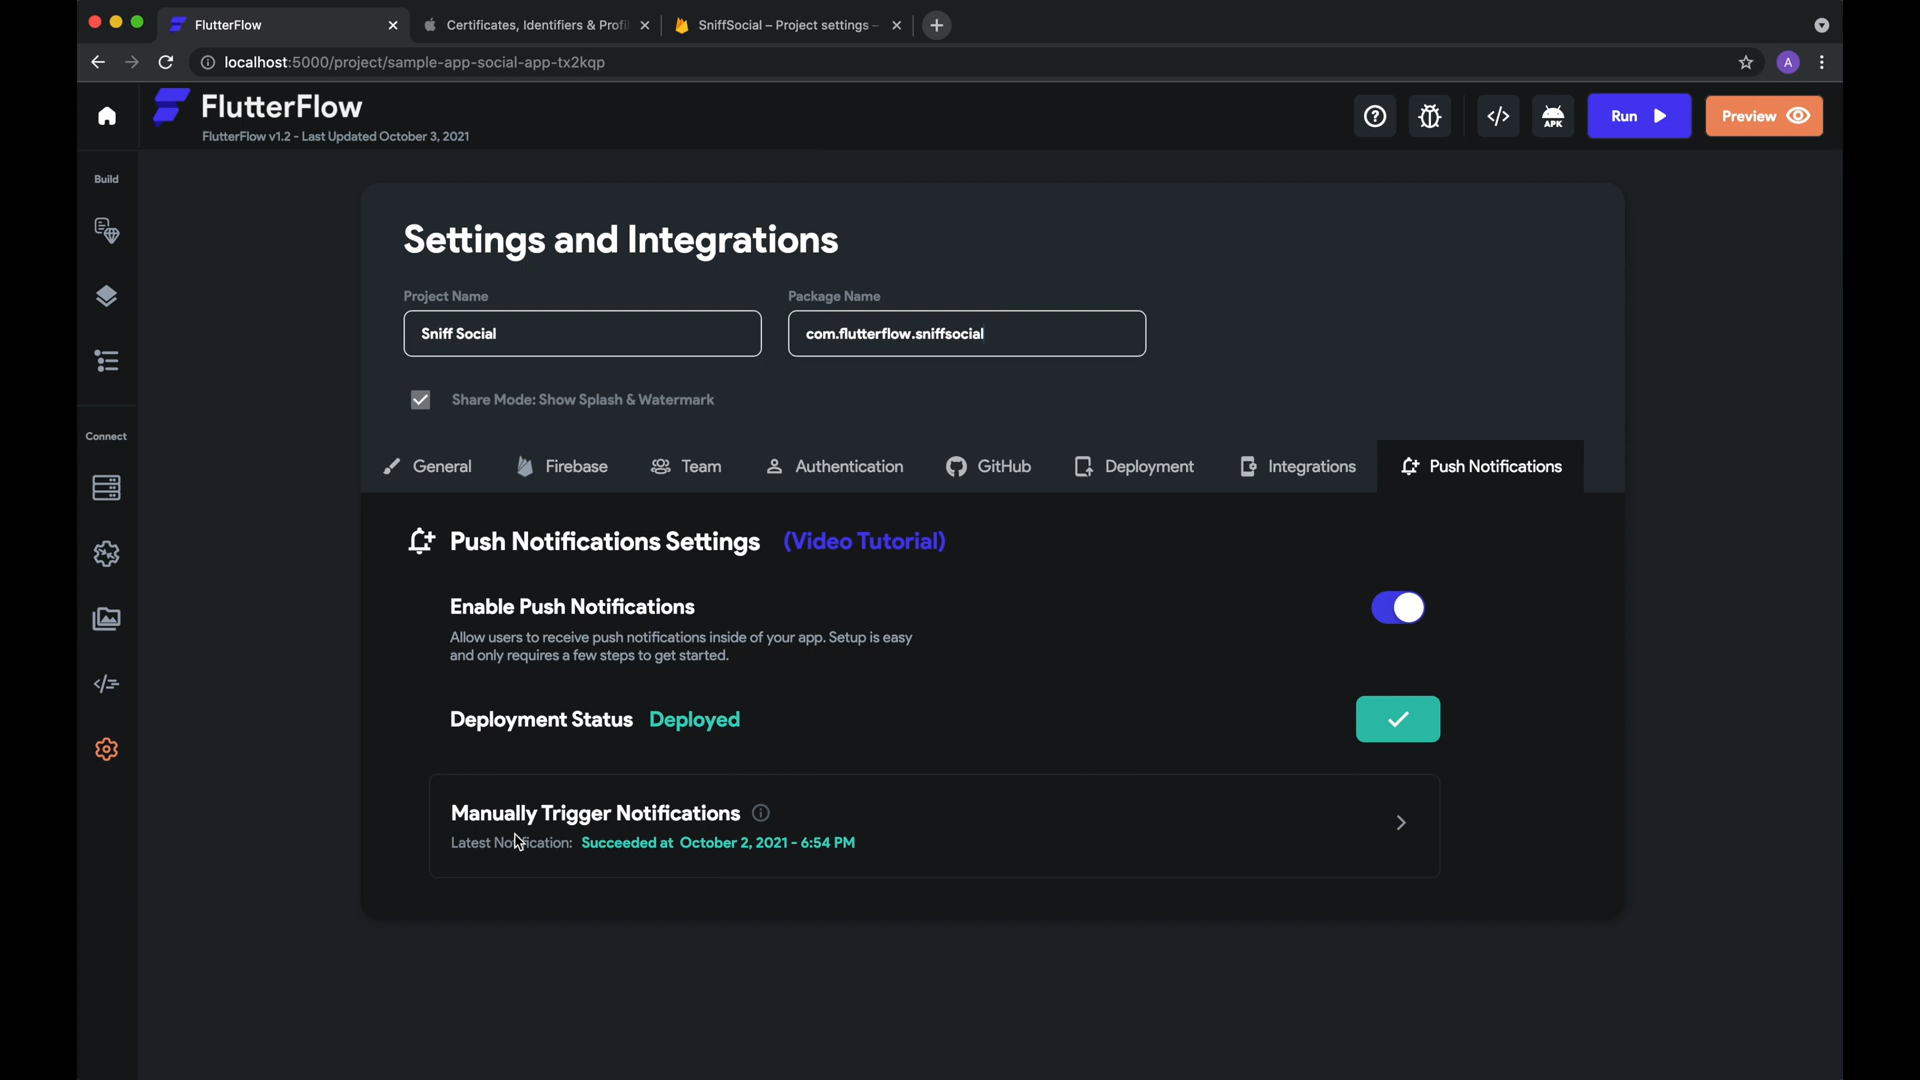 FlutterFlow
Certificates, Identifiers & Profil
SniffSocial – Project settings –
localhost:5000/project/sample-app-social-app-tx2kqp
A
FlutterFlow
FlutterFlow v1.2 - Last Updated October 3, 2021
APK
Run
Preview
Build
Connect
Settings and Integrations
Project Name
Package Name
Sniff Social
com.flutterflow.sniffsocial
Share Mode: Show Splash & Watermark
General
Firebase
Team
Authentication
GitHub
Deployment
Integrations
Push Notifications
Push Notifications Settings (Video Tutorial)
Enable Push Notifications
Allow users to receive push notifications inside of your app. Setup is easy
and only requires a few steps to get started.
Deployment Status Deployed
Manually Trigger Notifications
Latest Notification: Succeeded at October 2, 2021 - 6:54 PM